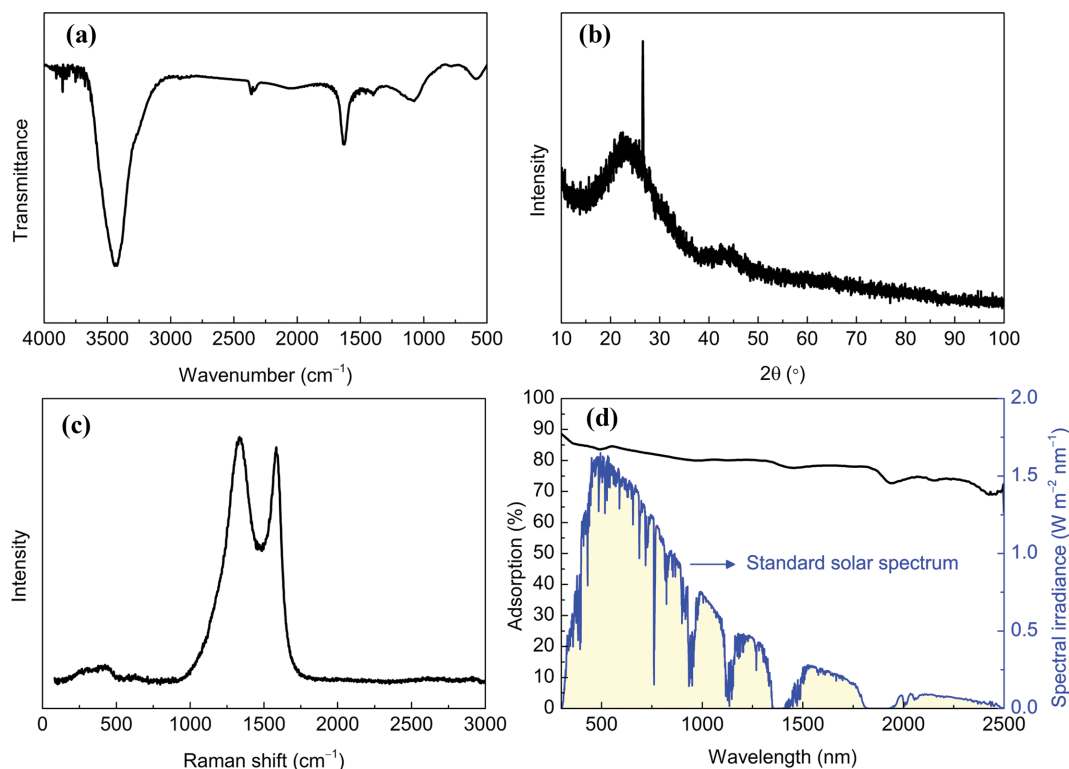 (a)
Transmittance
4000 3500 3000 2500 2000 1500 1000 500
Wavenumber (cm⁻¹)
(b)
Intensity
10 20 30 40 50 60 70 80 90 100
2θ (°)
(c)
Intensity
0 500 1000 1500 2000 2500 3000
Raman shift (cm⁻¹)
(d)
100
90
80
70
60
50
40
30
20
10
0
Adsorption (%)
Standard solar spectrum
2.0
1.5
1.0
0.5
0.0
Spectral irradiance (W m⁻² nm⁻¹)
500 1000 1500 2000 2500
Wavelength (nm)